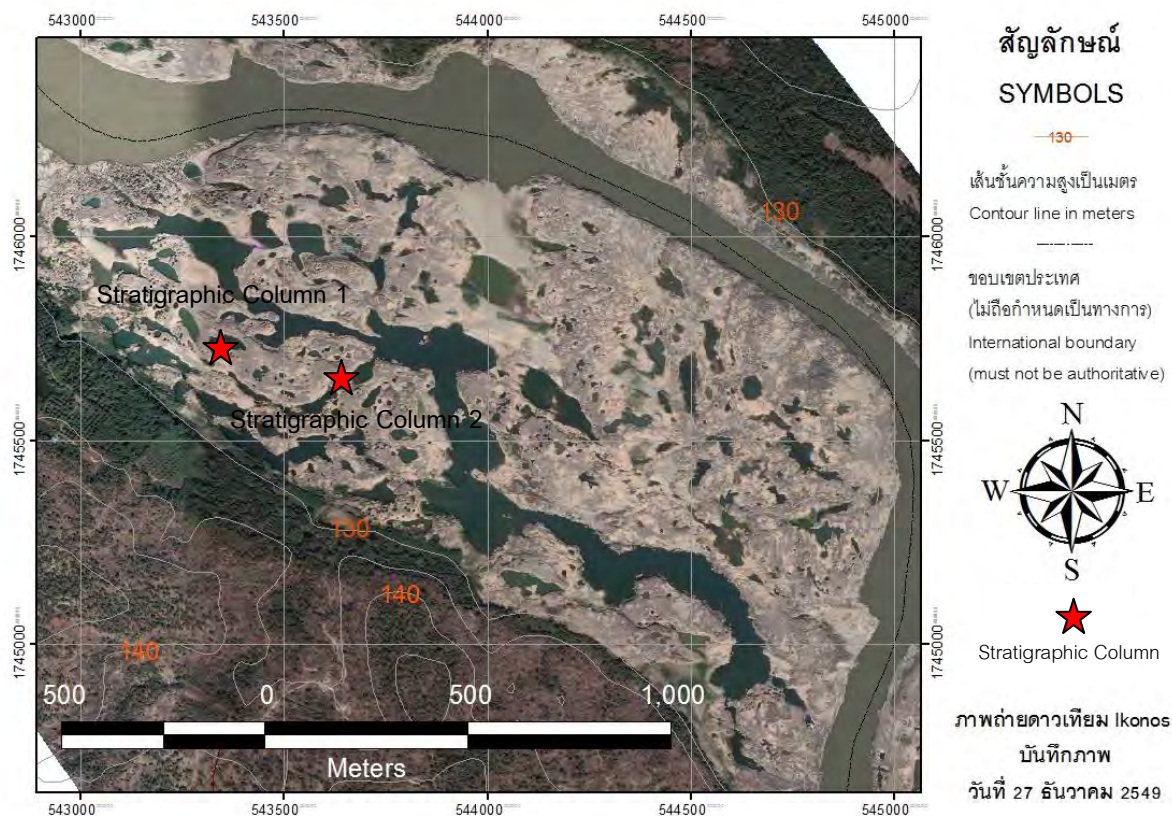 543000
543500
544000
544500
545000
1746000
1745500
1745000
1746000
1745500
1745000
130
Stratigraphic Column 1
Stratigraphic Column 2
130
140
140
500 0 500 1,000
Meters
543000
543500
544000
544500
545000
สัญลักษณ์
SYMBOLS
130
เส้นชั้นความสูงเป็นเมตร
Contour line in meters
ขอบเขตประเทศ
(ไม่ถือกำหนดเป็นทางการ)
International boundary
(must not be authoritative)
N
W
E
S
Stratigraphic Column
ภาพถ่ายดาวเทียม Ikonos
บันทึกภาพ
วันที่ 27 ธันวาคม 2549